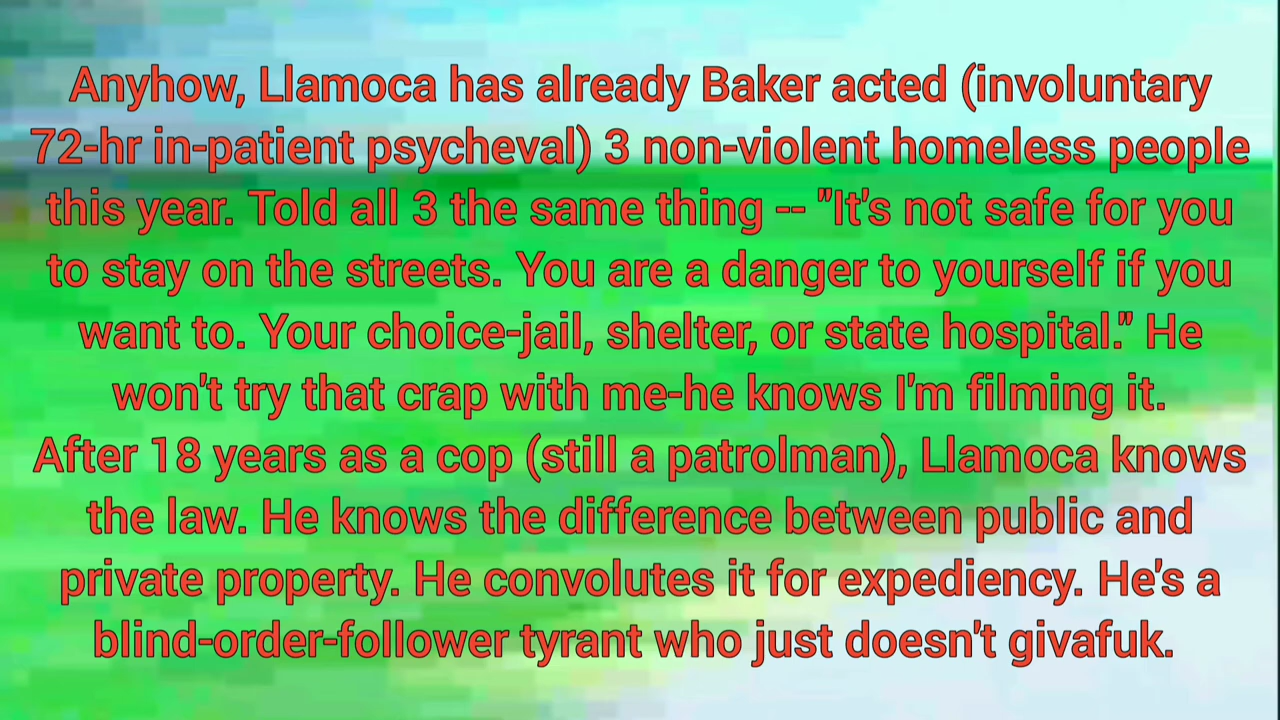 Anyhow, Llamoca has already Baker acted (involuntary
72-hr in-patient psycheval) 3 non-violent homeless people
this year. Told all 3 the same thing -- "It's not safe for you
to stay on the streets. You are a danger to yourself if you
want to. Your choice-jail, shelter, or state hospital." He
won't try that crap with me-he knows I'm filming it.
After 18 years as a cop (still a patrolman), Llamoca knows
the law. He knows the difference between public and
private property. He convolutes it for expediency. He's a
blind-order-follower tyrant who just doesn't givafuk.